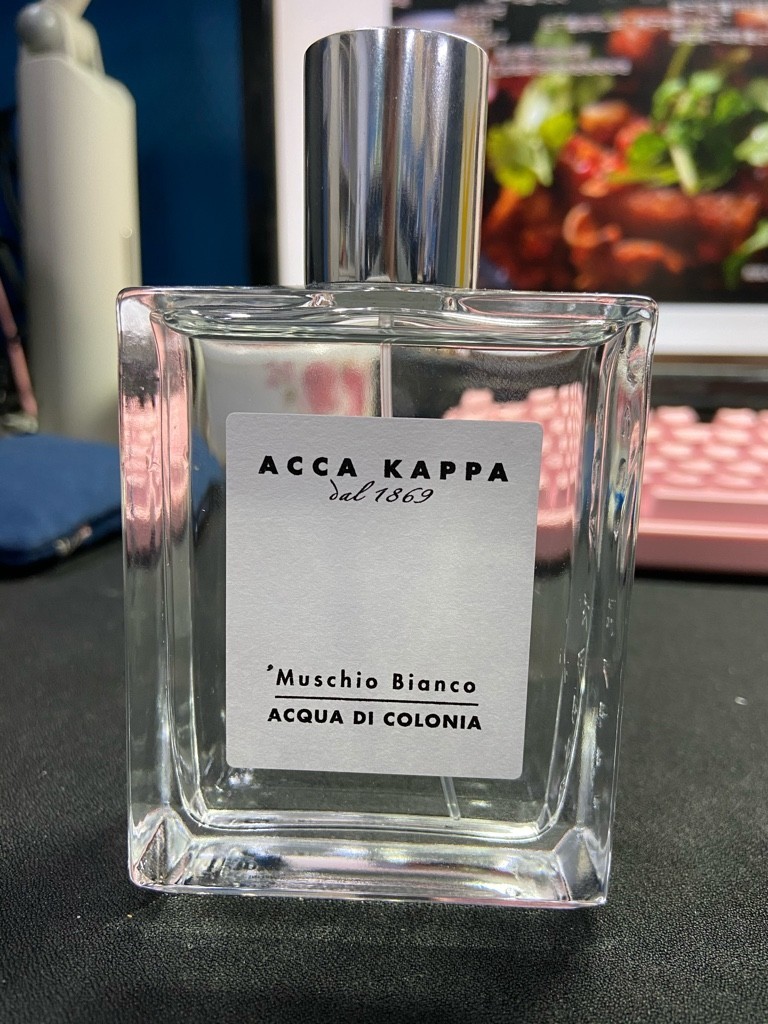 ACCA KAPPA
dal 1869
'Muschio Bianco
ACQUA DI COLONIA